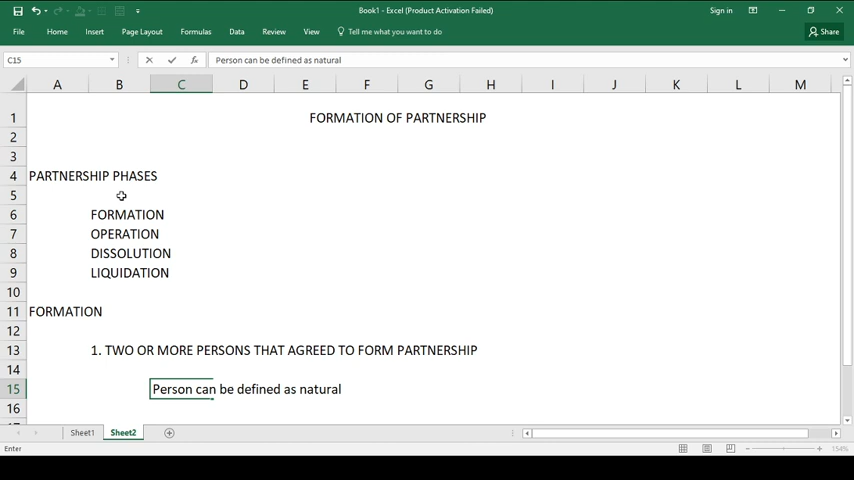 Book1 - Excel (Product Activation Failed)
Sign in
File Home Insert Page Layout Formulas Data Review View Tell me what you want to do Share
C15 fx Person can be defined as natural
A B C D E F G H I J K L M
1 FORMATION OF PARTNERSHIP
2
3
4 PARTNERSHIP PHASES
5
6 FORMATION
7 OPERATION
8 DISSOLUTION
9 LIQUIDATION
10
11 FORMATION
12
13 1. TWO OR MORE PERSONS THAT AGREED TO FORM PARTNERSHIP
14
15 Person can be defined as natural
16
17
Sheet1 Sheet2
Enter 154%